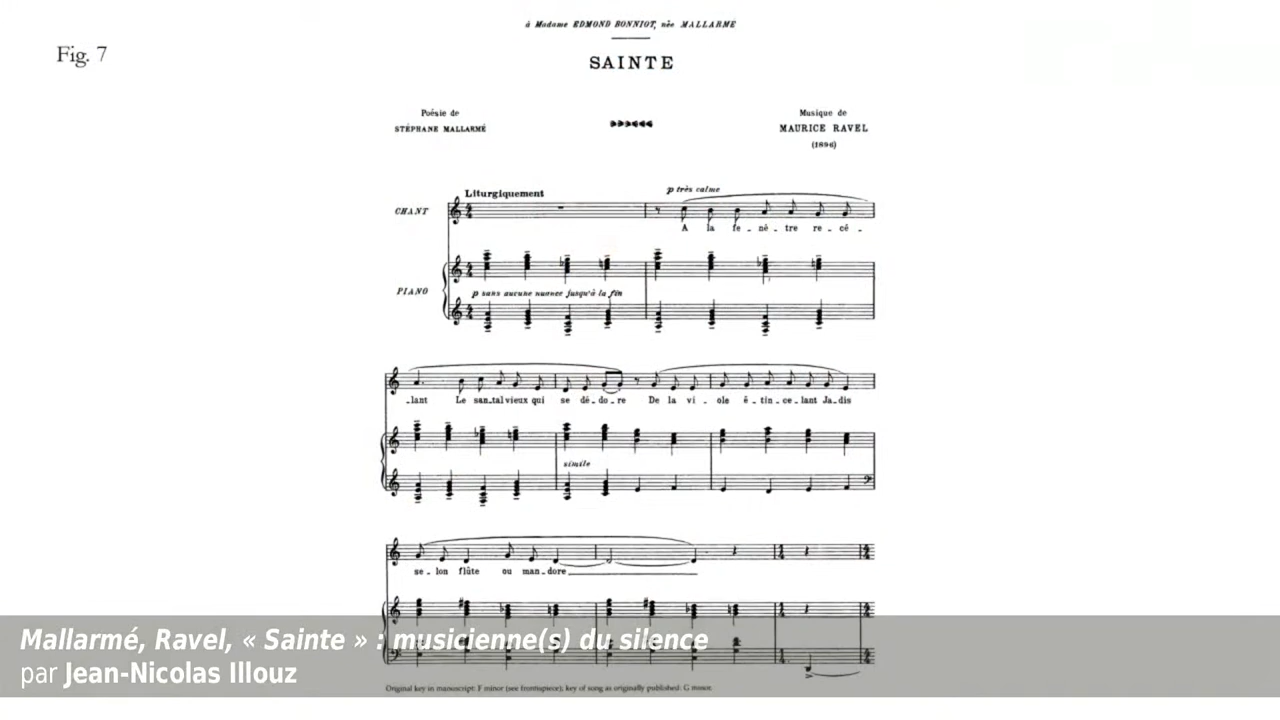 à Madame EDMOND BONNIOT, née MALLARMÉ
Fig. 7
SAINTE
Poésie de
STÉPHANE MALLARMÉ
Musique de
MAURICE RAVEL
(1896)
Liturgiquement
p très calme
CHANT
A la fe - nê - tre re - cé -
PIANO
p sans aucune nuance jusqu'à la fin
- lant Le san - tal vieux qui se dé - do - re De la vi - ole é - tin - ce - lant Ja - dis
simile
se - lon flûte ou man - dore
Mallarmé, Ravel, « Sainte » : musicienne(s) du silence
par Jean-Nicolas Illouz
Original key in manuscript: F minor (see frontispiece); key of song as originally published: G minor.